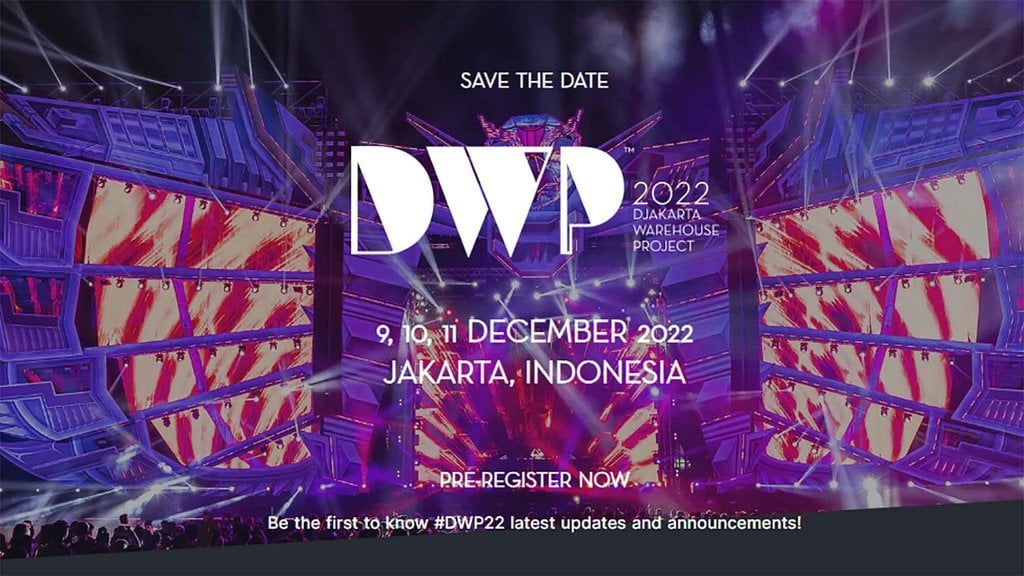 SAVE THE DATE
DWP™
2022
DJAKARTA
WAREHOUSE
PROJECT
9, 10, 11 DECEMBER 2022
JAKARTA, INDONESIA
PRE-REGISTER NOW
Be the first to know #DWP22 latest updates and announcements!